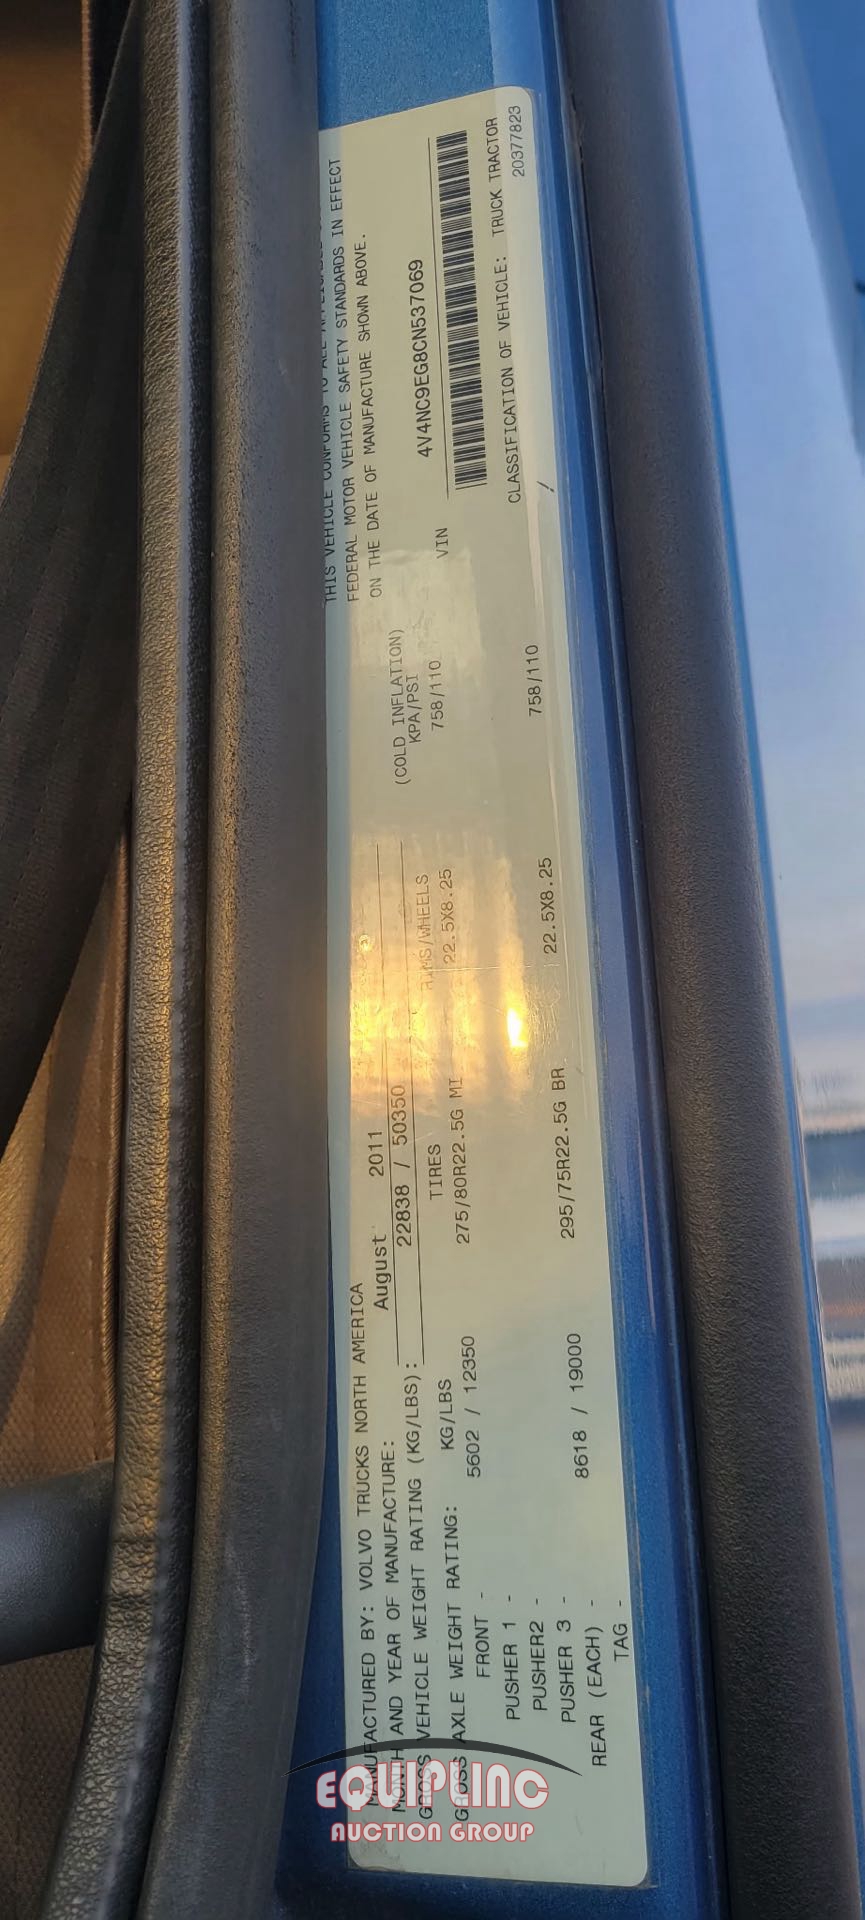 MANUFACTURED BY: VOLVO TRUCKS NORTH AMERICA
MONTH AND YEAR OF MANUFACTURE: August 2011
GROSS VEHICLE WEIGHT RATING (KG/LBS): 22838 / 50350
GROSS AXLE WEIGHT RATING: KG/LBS TIRES RIMS/WHEELS (COLD INFLATION) KPA/PSI
FRONT - 5602 / 12350 275/80R22.5G MI 22.5X8.25 758/110
PUSHER 1 -
PUSHER2 -
PUSHER 3 -
REAR (EACH) - 8618 / 19000 295/75R22.5G BR 22.5X8.25 758/110
TAG -
THIS VEHICLE CONFORMS TO ALL
FEDERAL MOTOR VEHICLE SAFETY STANDARDS IN EFFECT
ON THE DATE OF MANUFACTURE SHOWN ABOVE.
VIN 4V4NC9EG8CN537069
CLASSIFICATION OF VEHICLE: TRUCK TRACTOR
20377823
EQUIPLINC
AUCTION GROUP